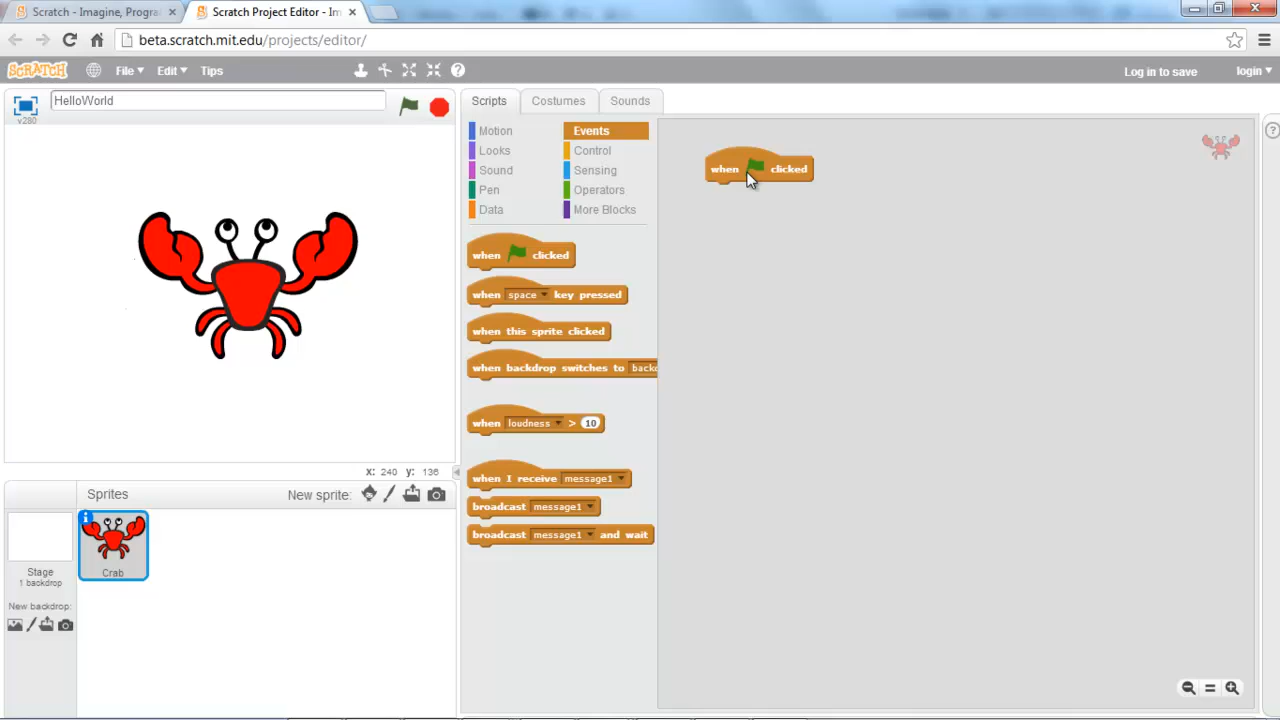 Scratch - Imagine, Progra
Scratch Project Editor - Im
beta.scratch.mit.edu/projects/editor/
SCRATCH
File
Edit
Tips
Log in to save
login
v280
HelloWorld
Scripts
Costumes
Sounds
Motion
Events
Looks
Control
Sound
Sensing
Pen
Operators
Data
More Blocks
when clicked
when space key pressed
when this sprite clicked
when backdrop switches to backd
when loudness > 10
when I receive message1
broadcast message1
broadcast message1 and wait
when clicked
x: 240 y: 136
Sprites
New sprite:
Stage
1 backdrop
New backdrop:
Crab